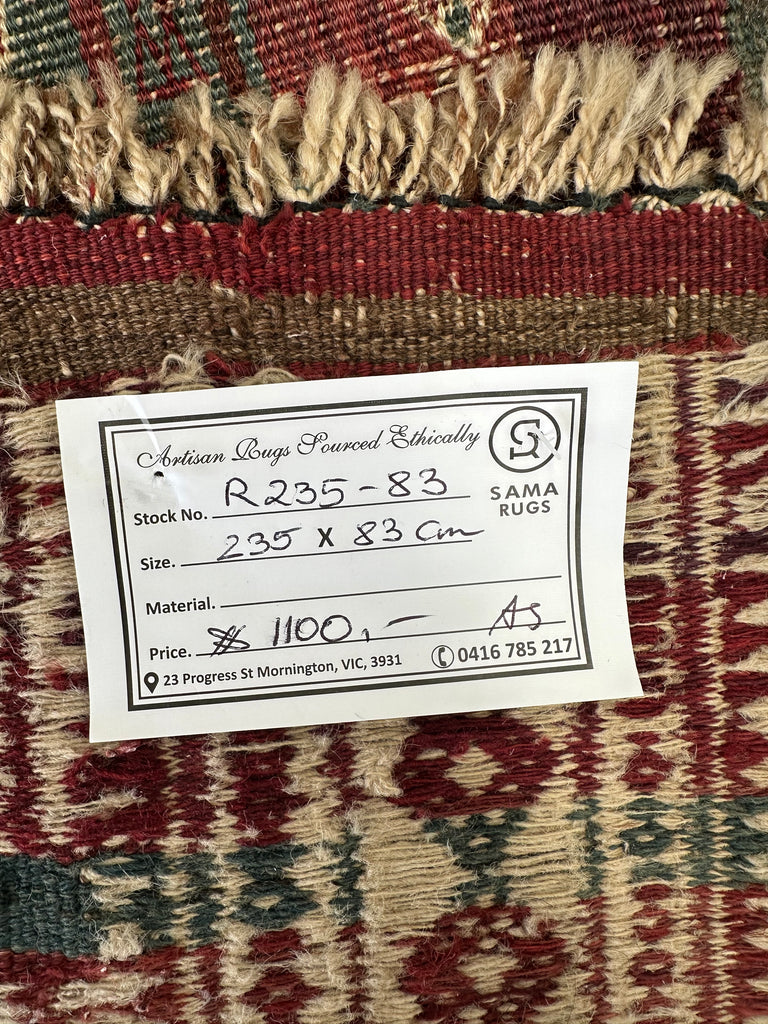 Artisan Rugs Sourced Ethically
SR
SAMA
RUGS
Stock No. R235-83
Size. 235 x 83 cm
Material.
Price. $ 1100,- As
23 Progress St Mornington, VIC, 3931
0416 785 217